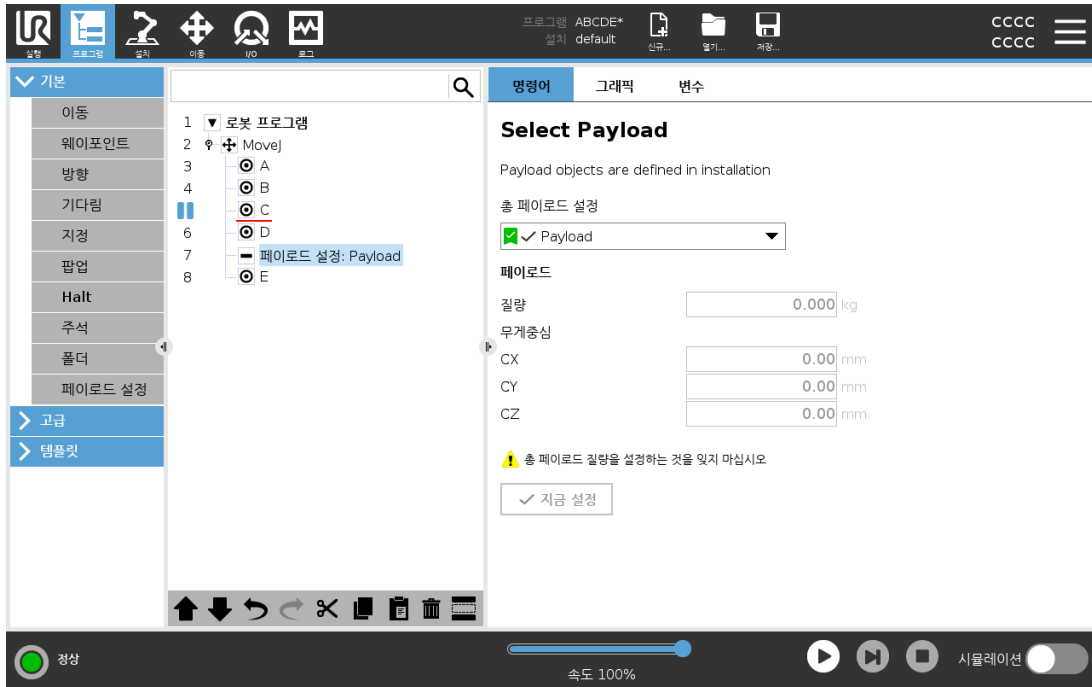 UR
실행
프로그램
설치
이동
I/O
로그
프로그램 ABCDE*
설치 default
신규...
열기...
저장...
CCCC
CCCC
기본
이동
웨이포인트
방향
기다림
지정
팝업
Halt
주석
폴더
페이로드 설정
고급
템플릿
1 로봇 프로그램
2 MoveJ
3 A
4 B
C
6 D
7 페이로드 설정: Payload
8 E
명령어 그래픽 변수
Select Payload
Payload objects are defined in installation
총 페이로드 설정
Payload
페이로드
질량 0.000 kg
무게중심
CX 0.00 mm
CY 0.00 mm
CZ 0.00 mm
총 페이로드 질량을 설정하는 것을 잊지 마십시오
지금 설정
정상
속도 100%
시뮬레이션